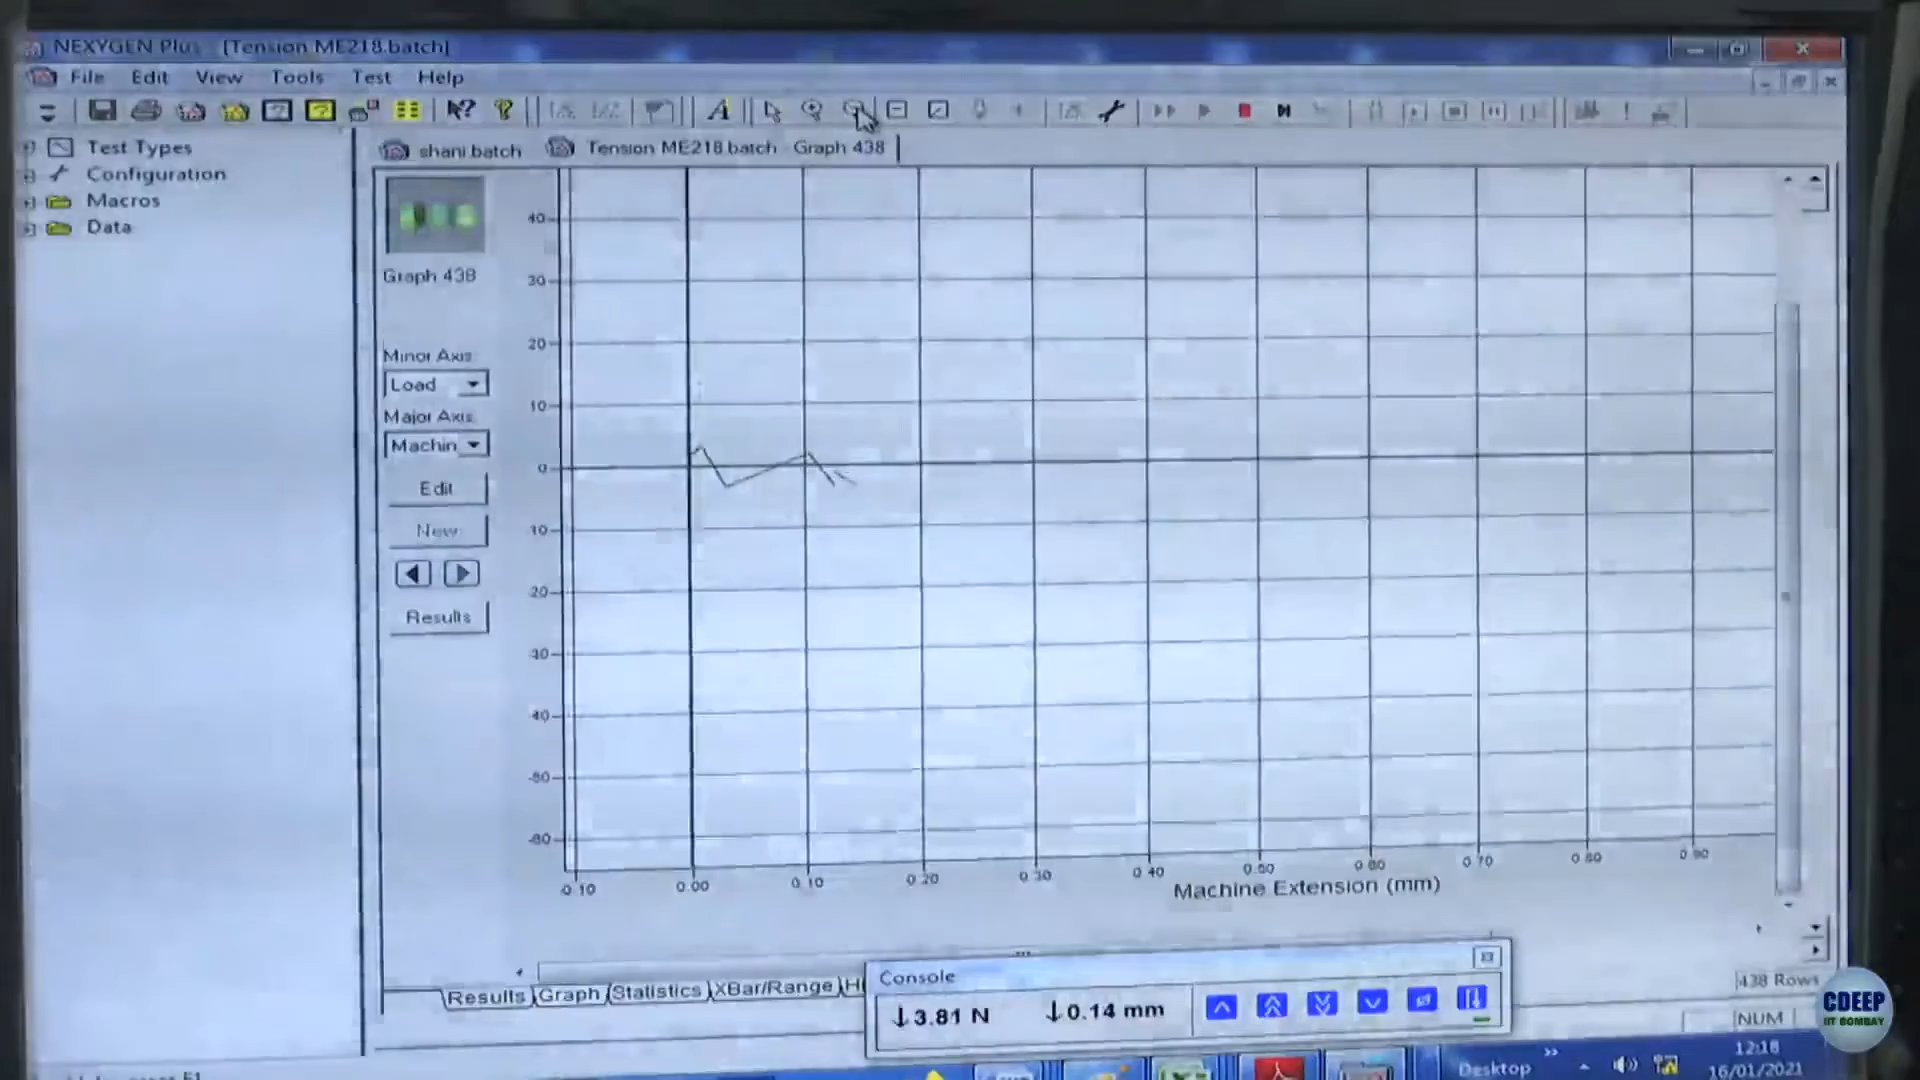 NEXYGEN Plus - [Tension ME218.batch]
File Edit View Tools Test Help
Test Types
Configuration
Macros
Data
shani.batch
Tension ME218.batch - Graph 438
Graph 438
Minor Axis:
Load
Major Axis:
Machin
Edit
New
Results
40
30
20
10
0
-10
-20
-30
-40
-50
-60
-0.10 0.00 0.10 0.20 0.30 0.40 0.50 0.60 0.70 0.80 0.90
Machine Extension (mm)
Results Graph Statistics XBar/Range
438 Rows
Console
↓3.81 N ↓0.14 mm
NUM
Desktop
12:18
16/01/2021
CDEEP
IIT BOMBAY